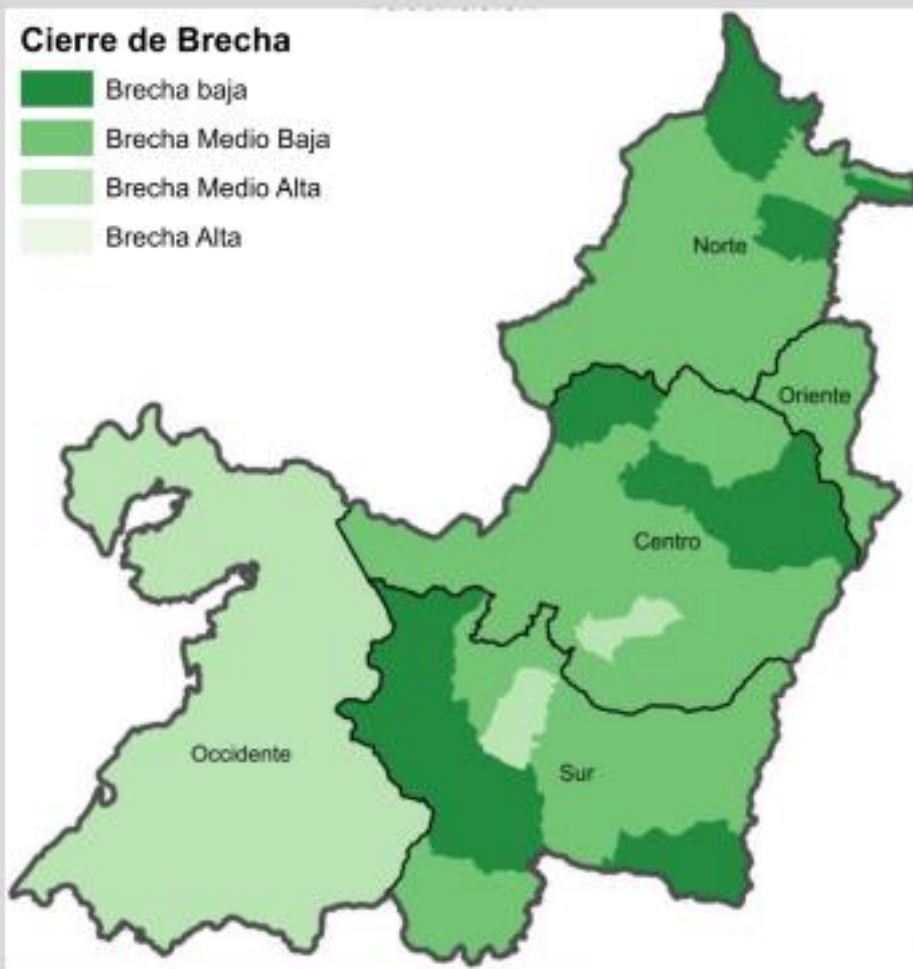 Cierre de Brecha
Brecha baja
Brecha Medio Baja
Brecha Medio Alta
Brecha Alta
Norte
Oriente
Centro
Occidente
Sur